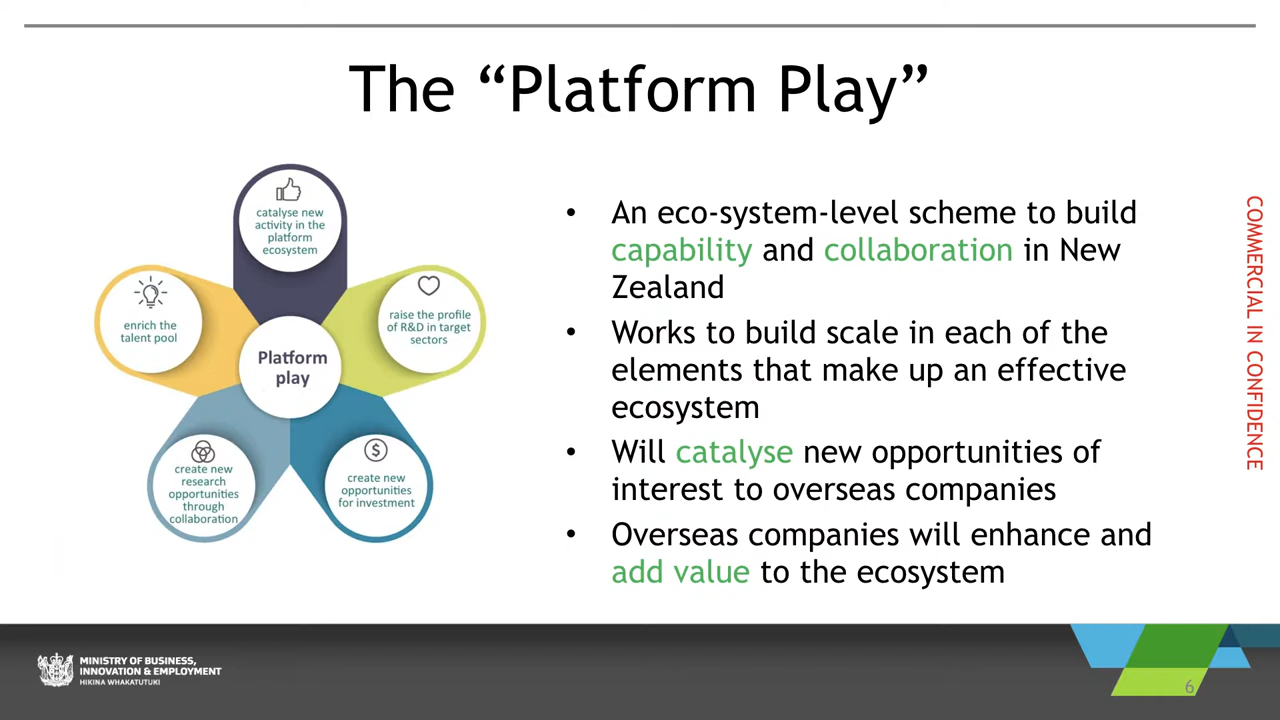 The “Platform Play”
catalyse new
activity in the
platform
ecosystem
raise the profile
of R&D in target
sectors
enrich the
talent pool
Platform
play
create new
research
opportunities
through
collaboration
create new
opportunities
for investment
• An eco-system-level scheme to build
capability and collaboration in New
Zealand
• Works to build scale in each of the
elements that make up an effective
ecosystem
• Will catalyse new opportunities of
interest to overseas companies
• Overseas companies will enhance and
add value to the ecosystem
COMMERCIAL IN CONFIDENCE
MINISTRY OF BUSINESS,
INNOVATION & EMPLOYMENT
HIKINA WHAKATUTUKI
6